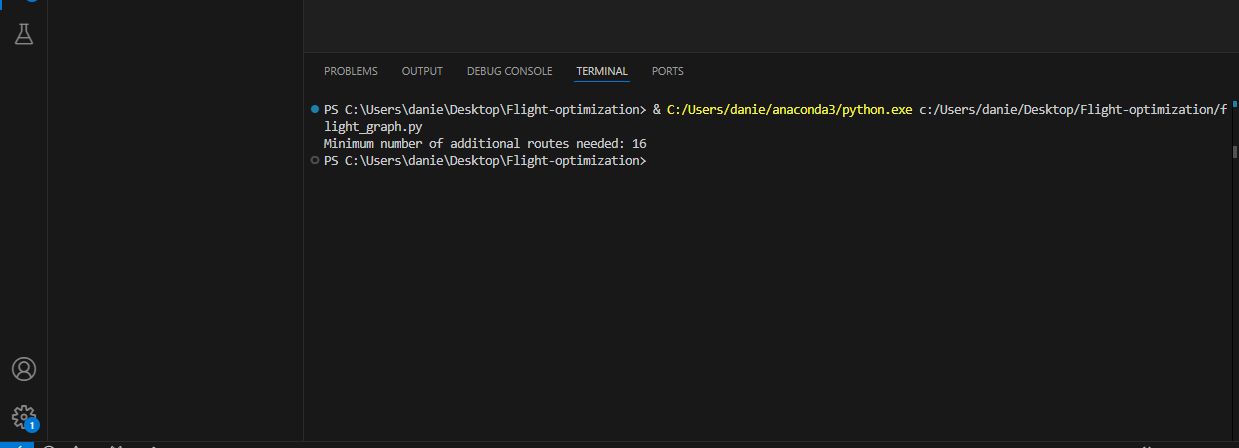 PROBLEMS OUTPUT DEBUG CONSOLE TERMINAL PORTS
PS C:\Users\danie\Desktop\Flight-optimization> & C:/Users/danie/anaconda3/python.exe c:/Users/danie/Desktop/Flight-optimization/f
light_graph.py
Minimum number of additional routes needed: 16
PS C:\Users\danie\Desktop\Flight-optimization>
1